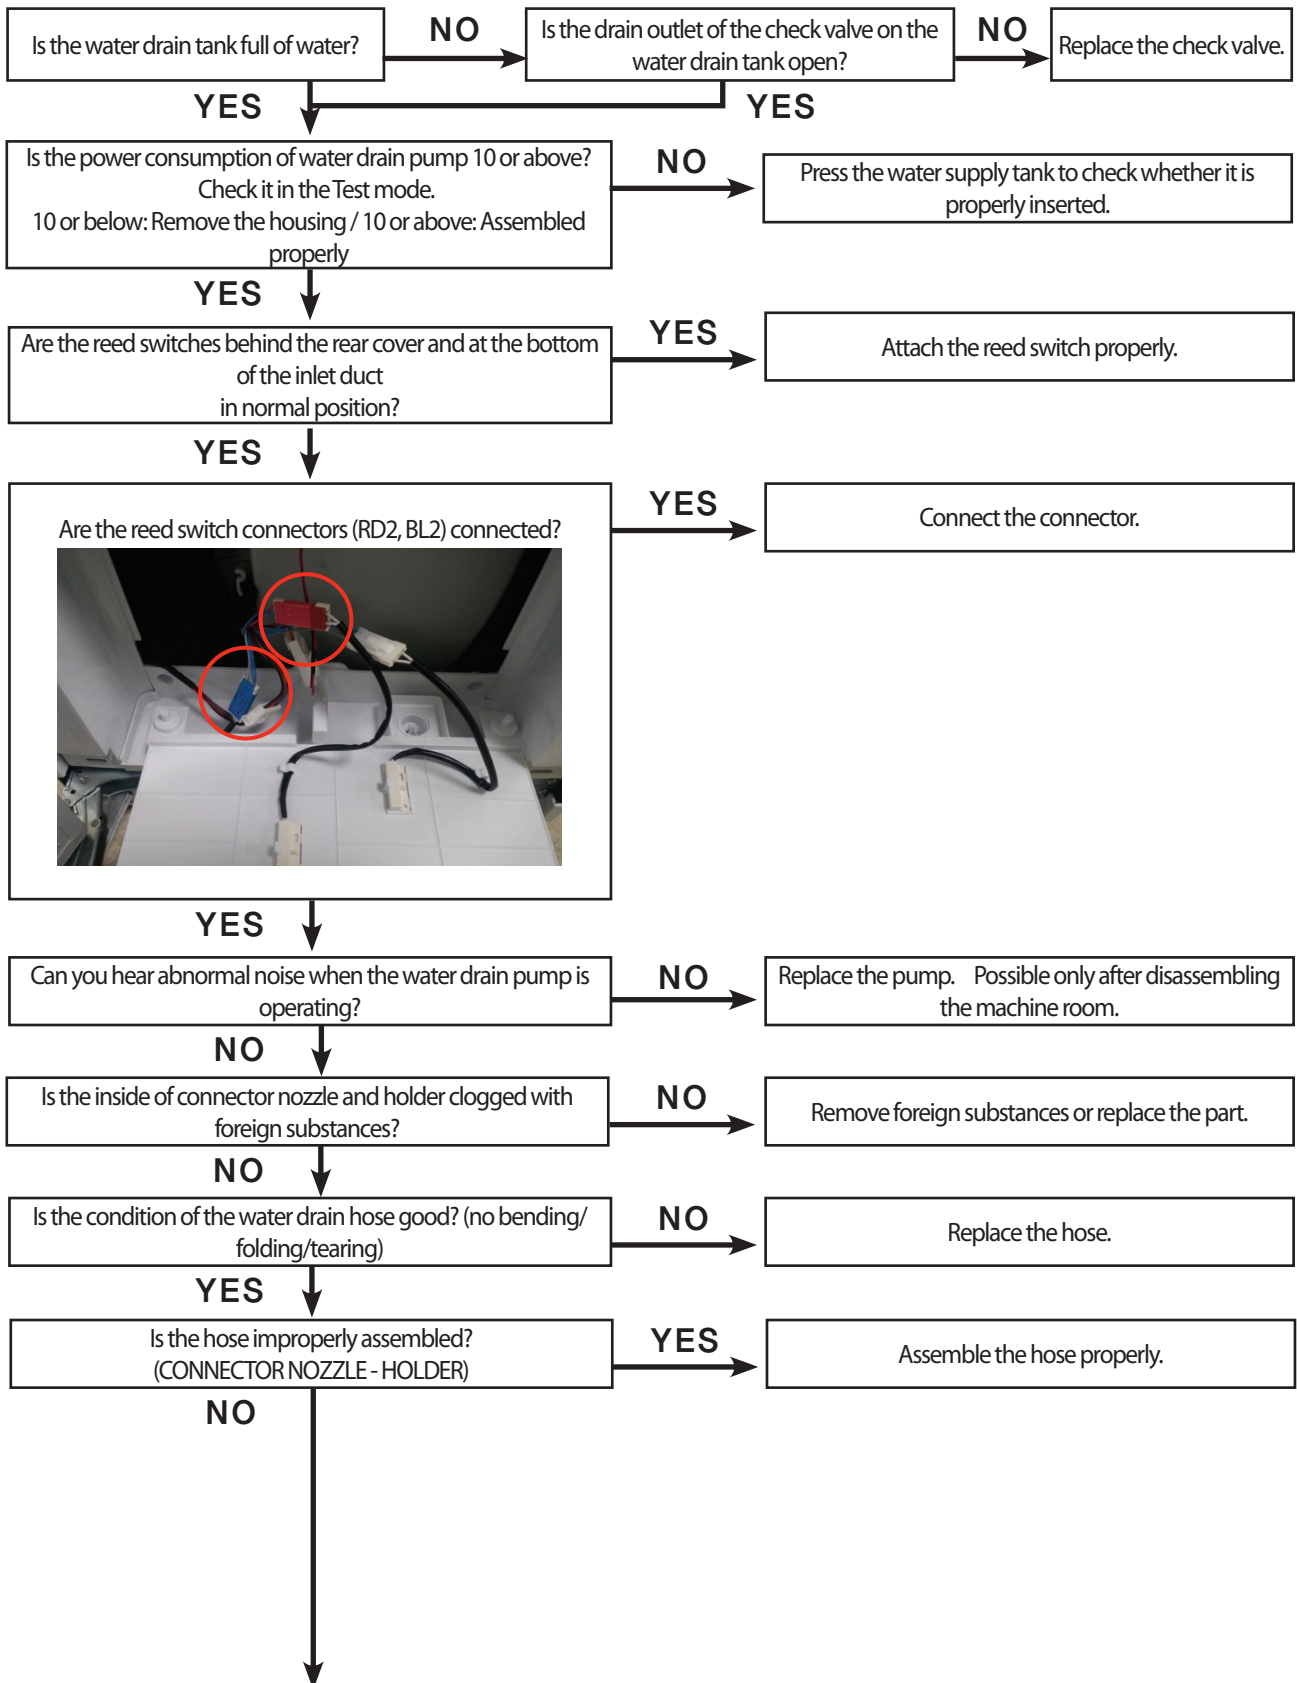 Is the water drain tank full of water?
NO
Is the drain outlet of the check valve on the
water drain tank open?
NO
Replace the check valve.
YES
YES
Is the power consumption of water drain pump 10 or above?
Check it in the Test mode.
10 or below: Remove the housing / 10 or above: Assembled
properly
NO
Press the water supply tank to check whether it is
properly inserted.
YES
Are the reed switches behind the rear cover and at the bottom
of the inlet duct
in normal position?
YES
Attach the reed switch properly.
YES
Are the reed switch connectors (RD2, BL2) connected?
YES
Connect the connector.
YES
Can you hear abnormal noise when the water drain pump is
operating?
NO
Replace the pump. Possible only after disassembling
the machine room.
NO
Is the inside of connector nozzle and holder clogged with
foreign substances?
NO
Remove foreign substances or replace the part.
NO
Is the condition of the water drain hose good? (no bending/
folding/tearing)
NO
Replace the hose.
YES
Is the hose improperly assembled?
(CONNECTOR NOZZLE - HOLDER)
YES
Assemble the hose properly.
NO